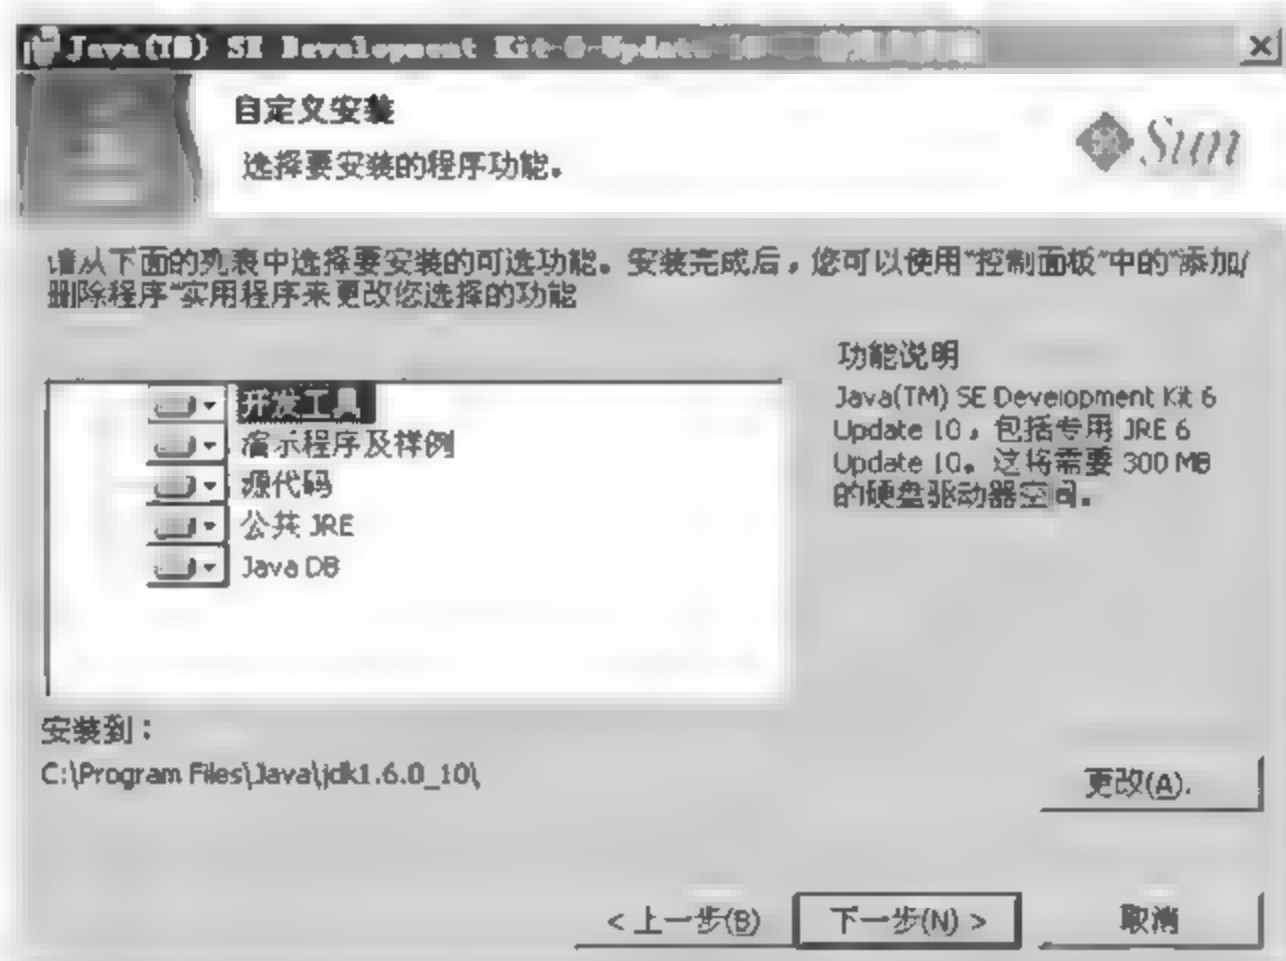 Java(TM) SE Development Kit 6 Update 10
自定义安装
选择要安装的程序功能。
Sun
请从下面的列表中选择要安装的可选功能。安装完成后，您可以使用"控制面板"中的"添加/
删除程序"实用程序来更改您选择的功能
功能说明
Java(TM) SE Development Kit 6
Update 10，包括专用 JRE 6
Update 10。这将需要 300 MB
的硬盘驱动器空间。
开发工具
演示程序及样例
源代码
公共 JRE
Java DB
安装到：
C:\Program Files\Java\jdk1.6.0_10\
更改(A).
<上一步(B)
下一步(N) >
取消